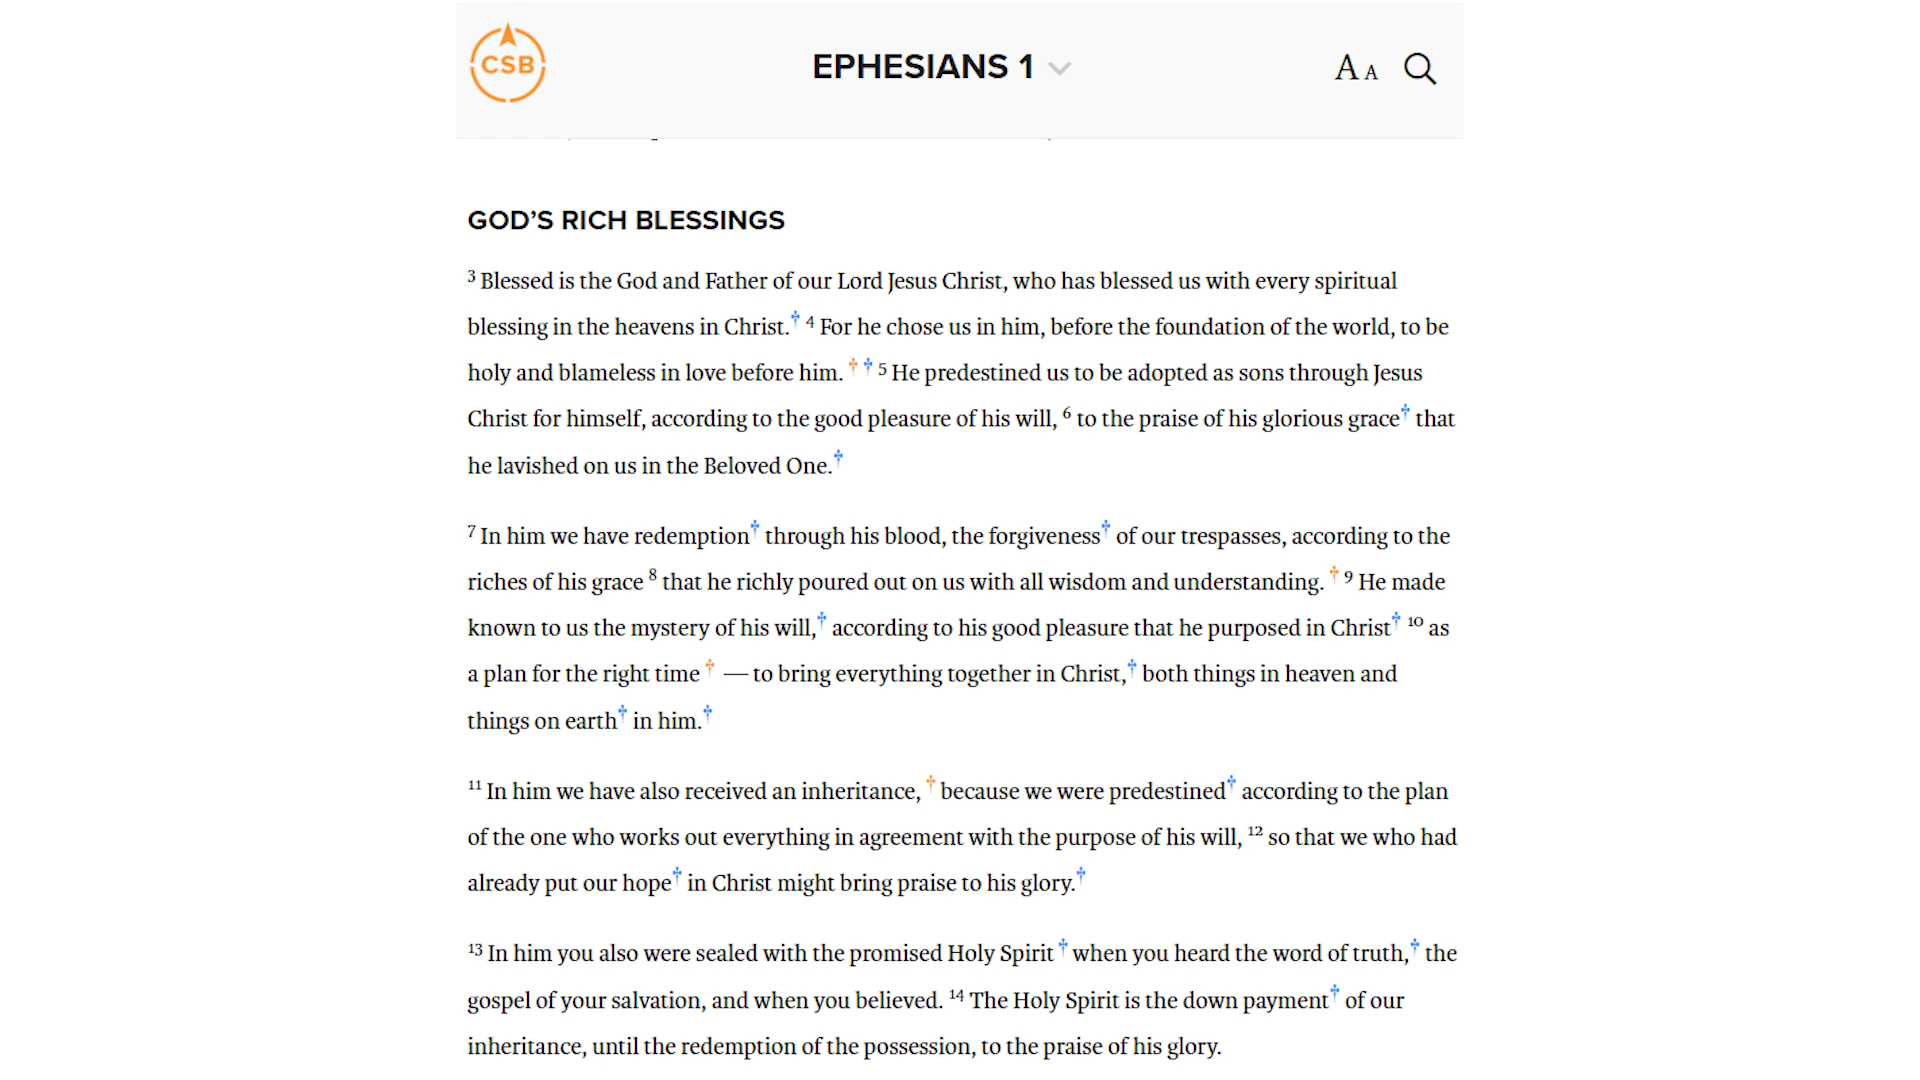 CSB
EPHESIANS 1
A A
GOD’S RICH BLESSINGS
3 Blessed is the God and Father of our Lord Jesus Christ, who has blessed us with every spiritual
blessing in the heavens in Christ.† 4 For he chose us in him, before the foundation of the world, to be
holy and blameless in love before him. † † 5 He predestined us to be adopted as sons through Jesus
Christ for himself, according to the good pleasure of his will, 6 to the praise of his glorious grace† that
he lavished on us in the Beloved One.†
7 In him we have redemption† through his blood, the forgiveness† of our trespasses, according to the
riches of his grace 8 that he richly poured out on us with all wisdom and understanding. † 9 He made
known to us the mystery of his will,† according to his good pleasure that he purposed in Christ† 10 as
a plan for the right time † — to bring everything together in Christ,† both things in heaven and
things on earth† in him.†
11 In him we have also received an inheritance, † because we were predestined† according to the plan
of the one who works out everything in agreement with the purpose of his will, 12 so that we who had
already put our hope† in Christ might bring praise to his glory.†
13 In him you also were sealed with the promised Holy Spirit † when you heard the word of truth,† the
gospel of your salvation, and when you believed. 14 The Holy Spirit is the down payment† of our
inheritance, until the redemption of the possession, to the praise of his glory.